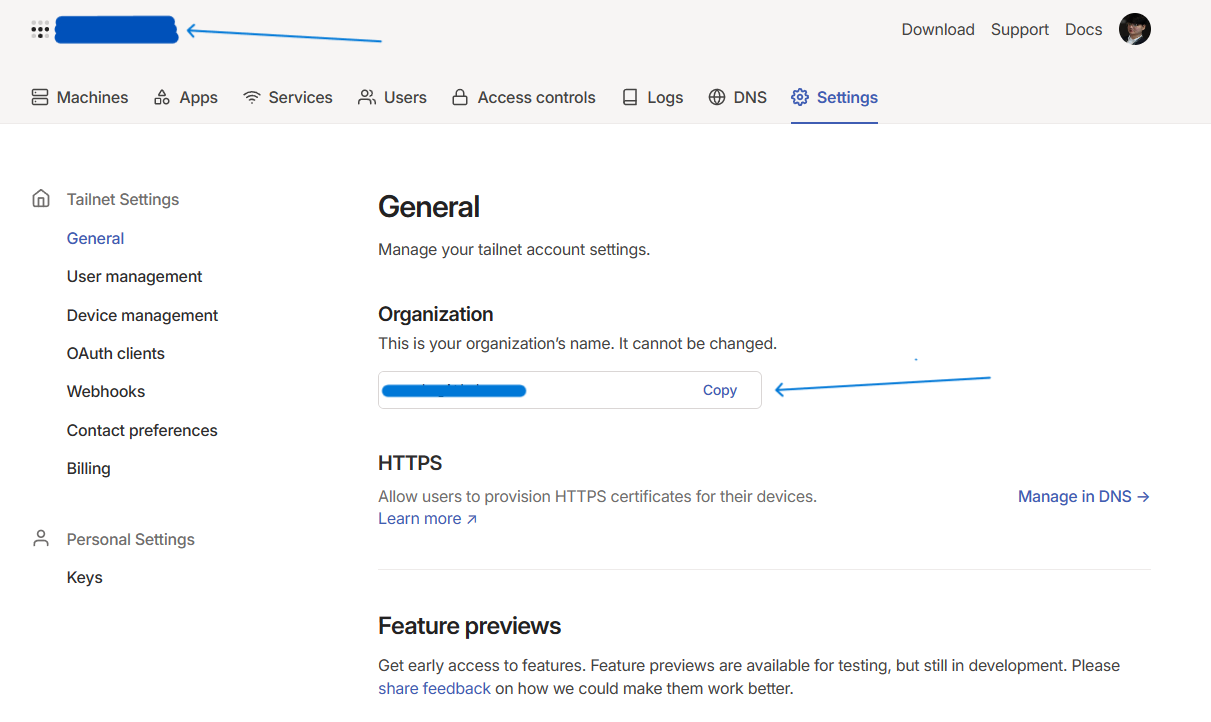 Download Support Docs
Machines Apps Services Users Access controls Logs DNS Settings
Tailnet Settings
General
User management
Device management
OAuth clients
Webhooks
Contact preferences
Billing
Personal Settings
Keys
General
Manage your tailnet account settings.
Organization
This is your organization's name. It cannot be changed.
Copy
HTTPS
Allow users to provision HTTPS certificates for their devices.
Learn more ↗
Manage in DNS →
Feature previews
Get early access to features. Feature previews are available for testing, but still in development. Please
share feedback on how we could make them work better.